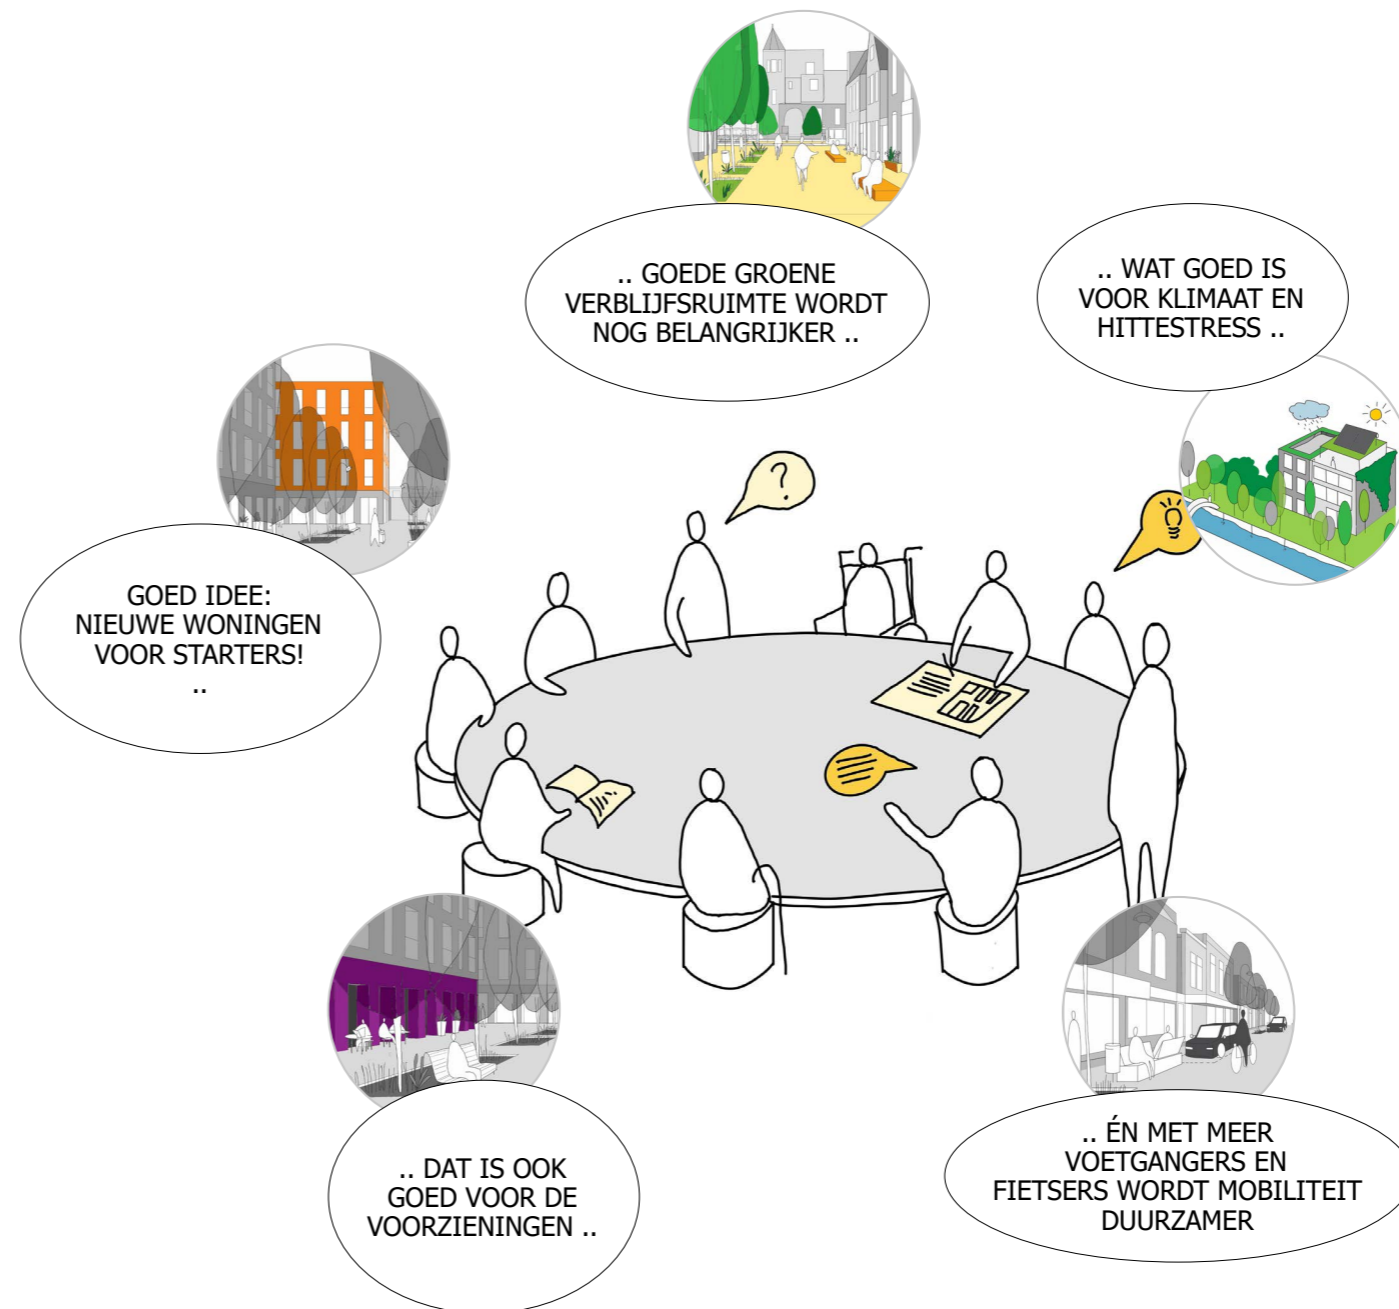 .. GOEDE GROENE
VERBLIJFSRUIMTE WORDT
NOG BELANGRIJKER ..
.. WAT GOED IS
VOOR KLIMAAT EN
HITTESTRESS ..
GOED IDEE:
NIEUWE WONINGEN
VOOR STARTERS!
..
?
.. DAT IS OOK
GOED VOOR DE
VOORZIENINGEN ..
.. ÉN MET MEER
VOETGANGERS EN
FIETSERS WORDT MOBILITEIT
DUURZAMER